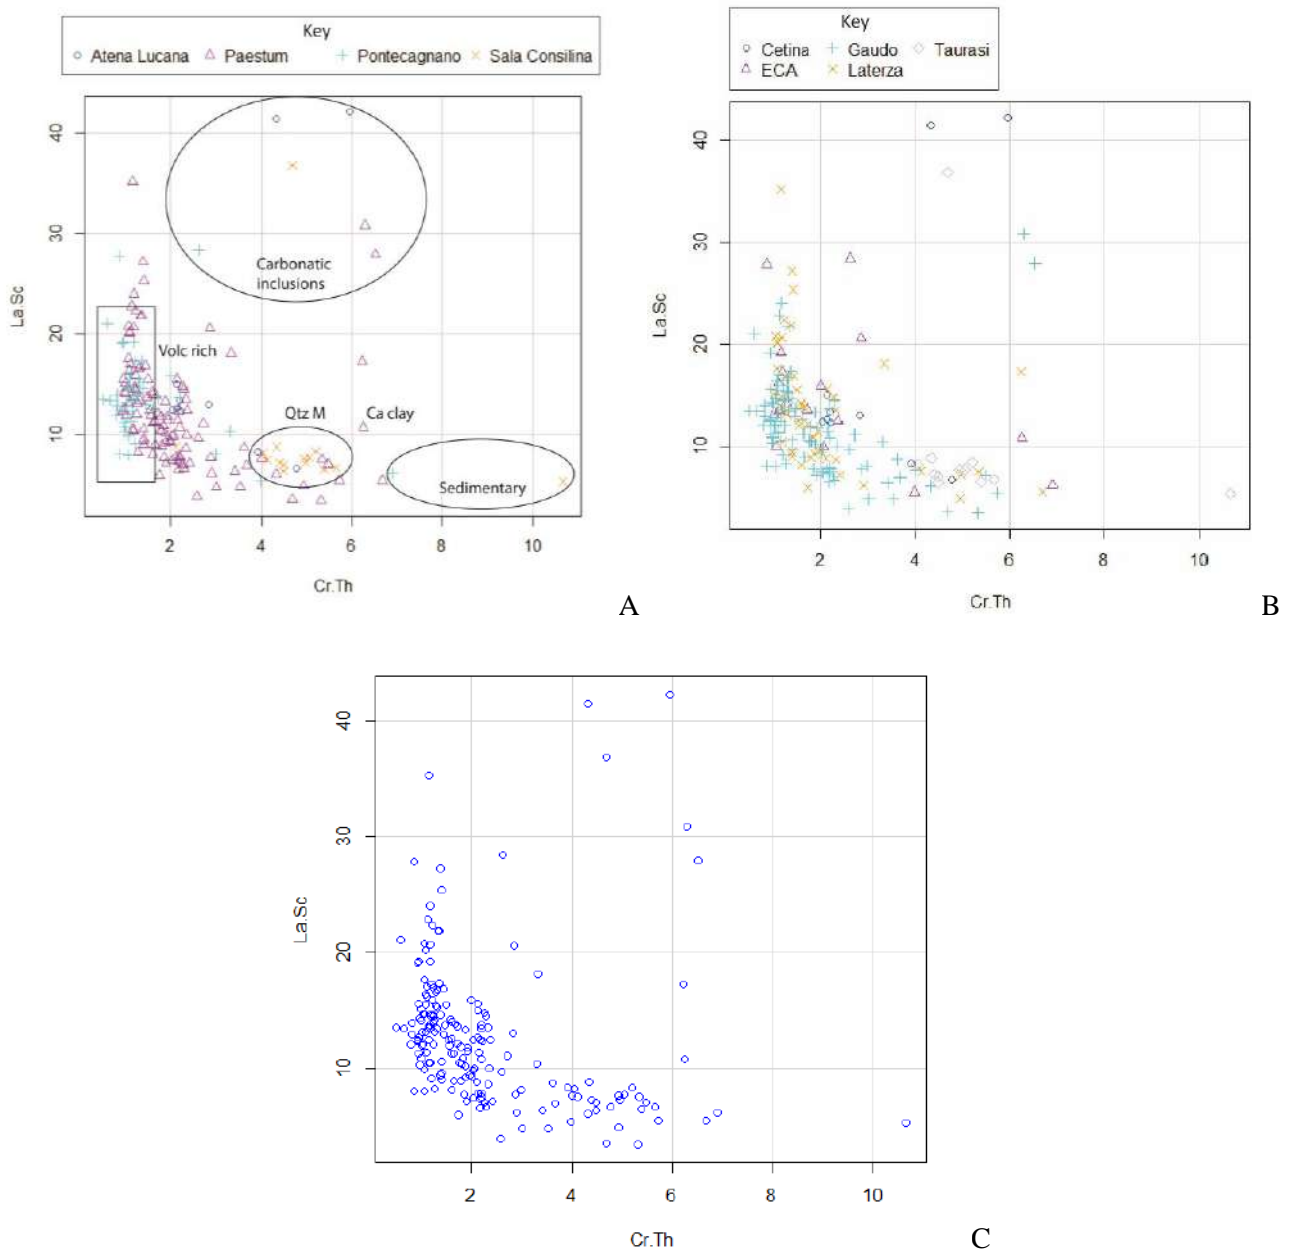 Key
Atena Lucana Paestum Pontecagnano Sala Consilina
40
30
20
10
La.Sc
Carbonatic
inclusions
Volc rich
Qtz M
Ca clay
Sedimentary
2 4 6 8 10
Cr.Th
A
Key
Cetina Gaudo Taurasi
ECA Laterza
40
30
20
10
La.Sc
2 4 6 8 10
Cr.Th
B
40
30
20
10
La.Sc
2 4 6 8 10
Cr.Th
C